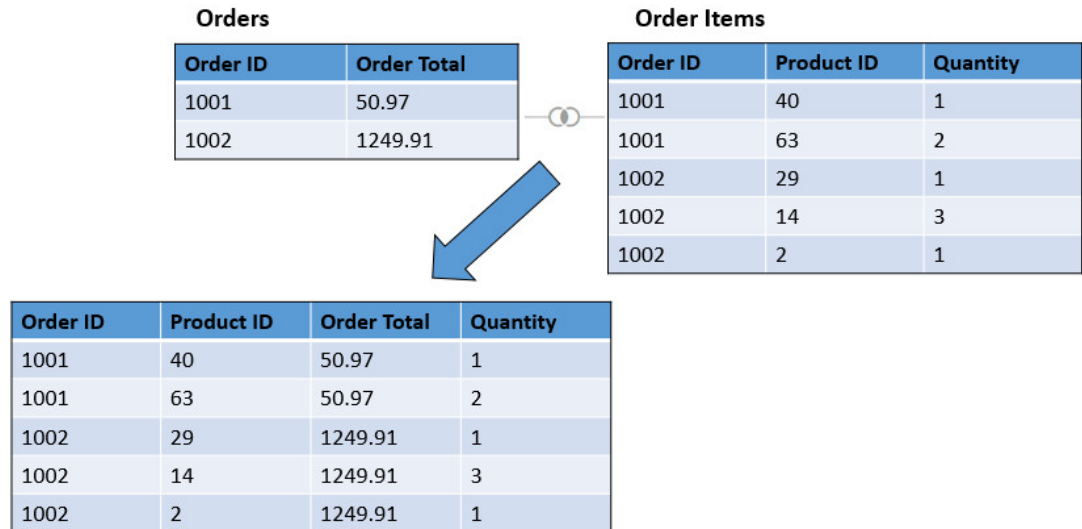 Orders
Order ID Order Total
1001 50.97
1002 1249.91
Order Items
Order ID Product ID Quantity
1001 40 1
1001 63 2
1002 29 1
1002 14 3
1002 2 1
Order ID Product ID Order Total Quantity
1001 40 50.97 1
1001 63 50.97 2
1002 29 1249.91 1
1002 14 1249.91 3
1002 2 1249.91 1